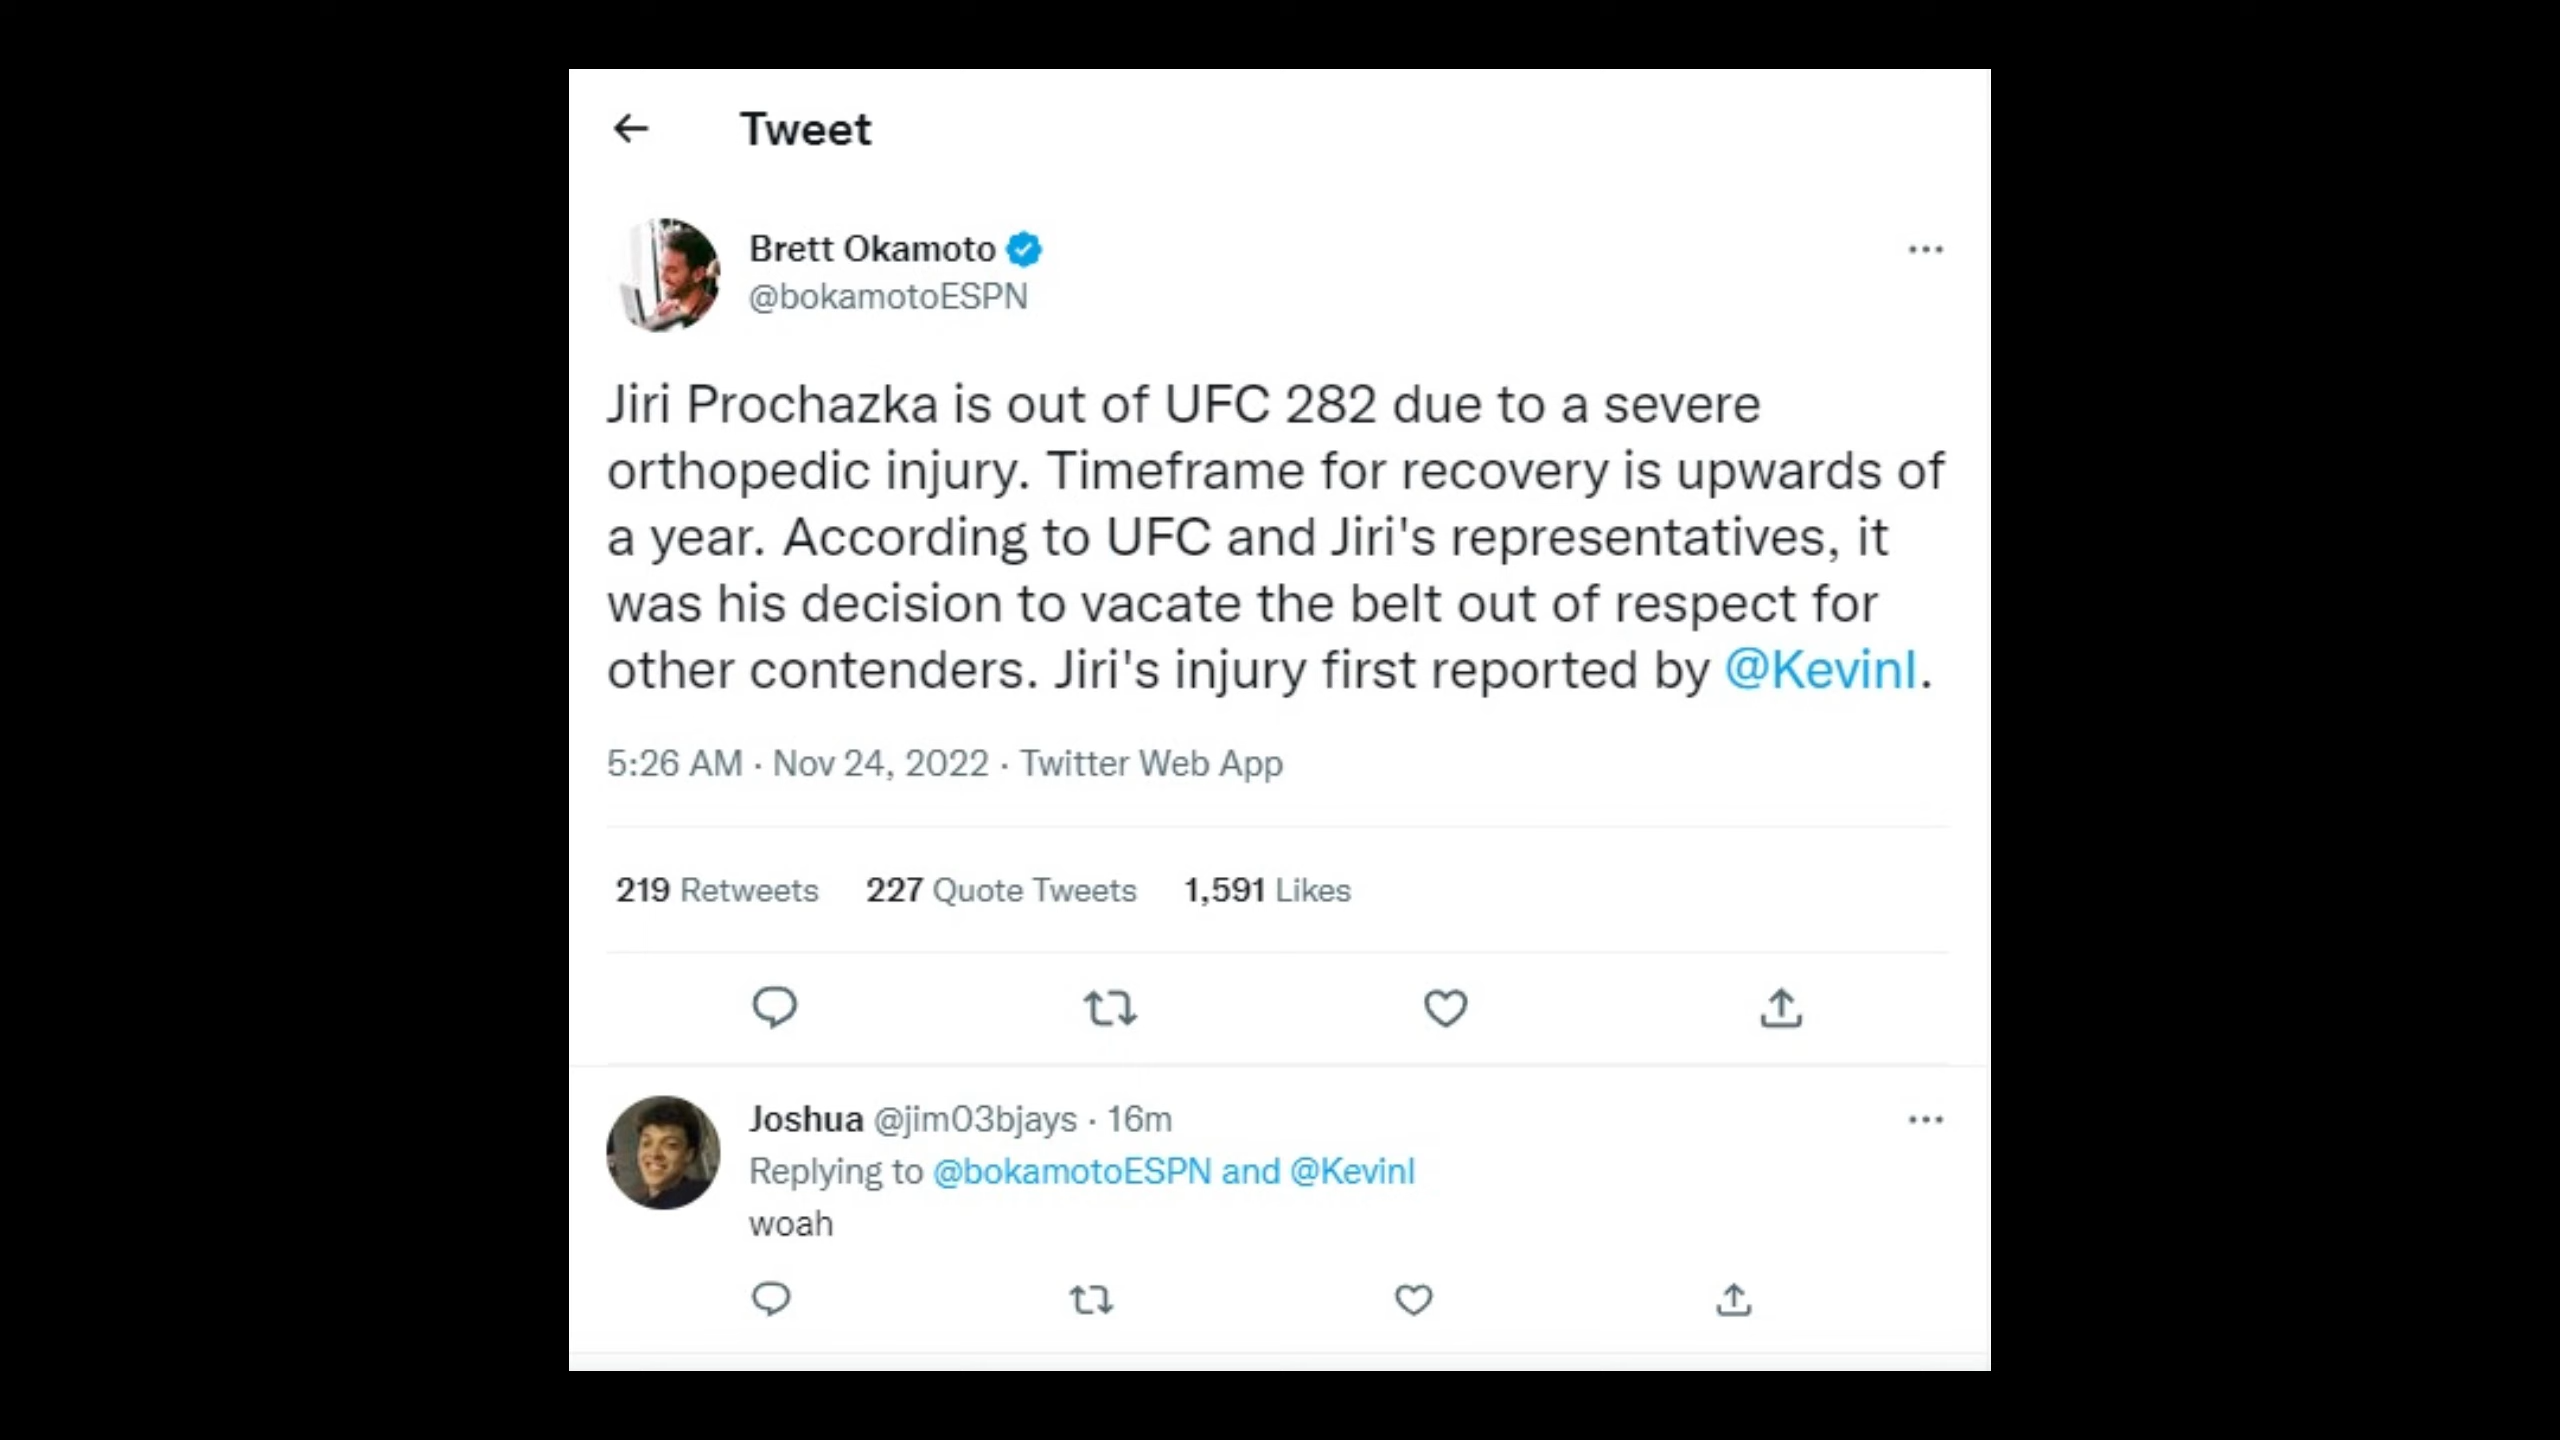 Tweet
Brett Okamoto
@bokamotoESPN
Jiri Prochazka is out of UFC 282 due to a severe
orthopedic injury. Timeframe for recovery is upwards of
a year. According to UFC and Jiri's representatives, it
was his decision to vacate the belt out of respect for
other contenders. Jiri's injury first reported by @KevinI.
5:26 AM · Nov 24, 2022 · Twitter Web App
219 Retweets 227 Quote Tweets 1,591 Likes
Joshua @jim03bjays · 16m
Replying to @bokamotoESPN and @KevinI
woah